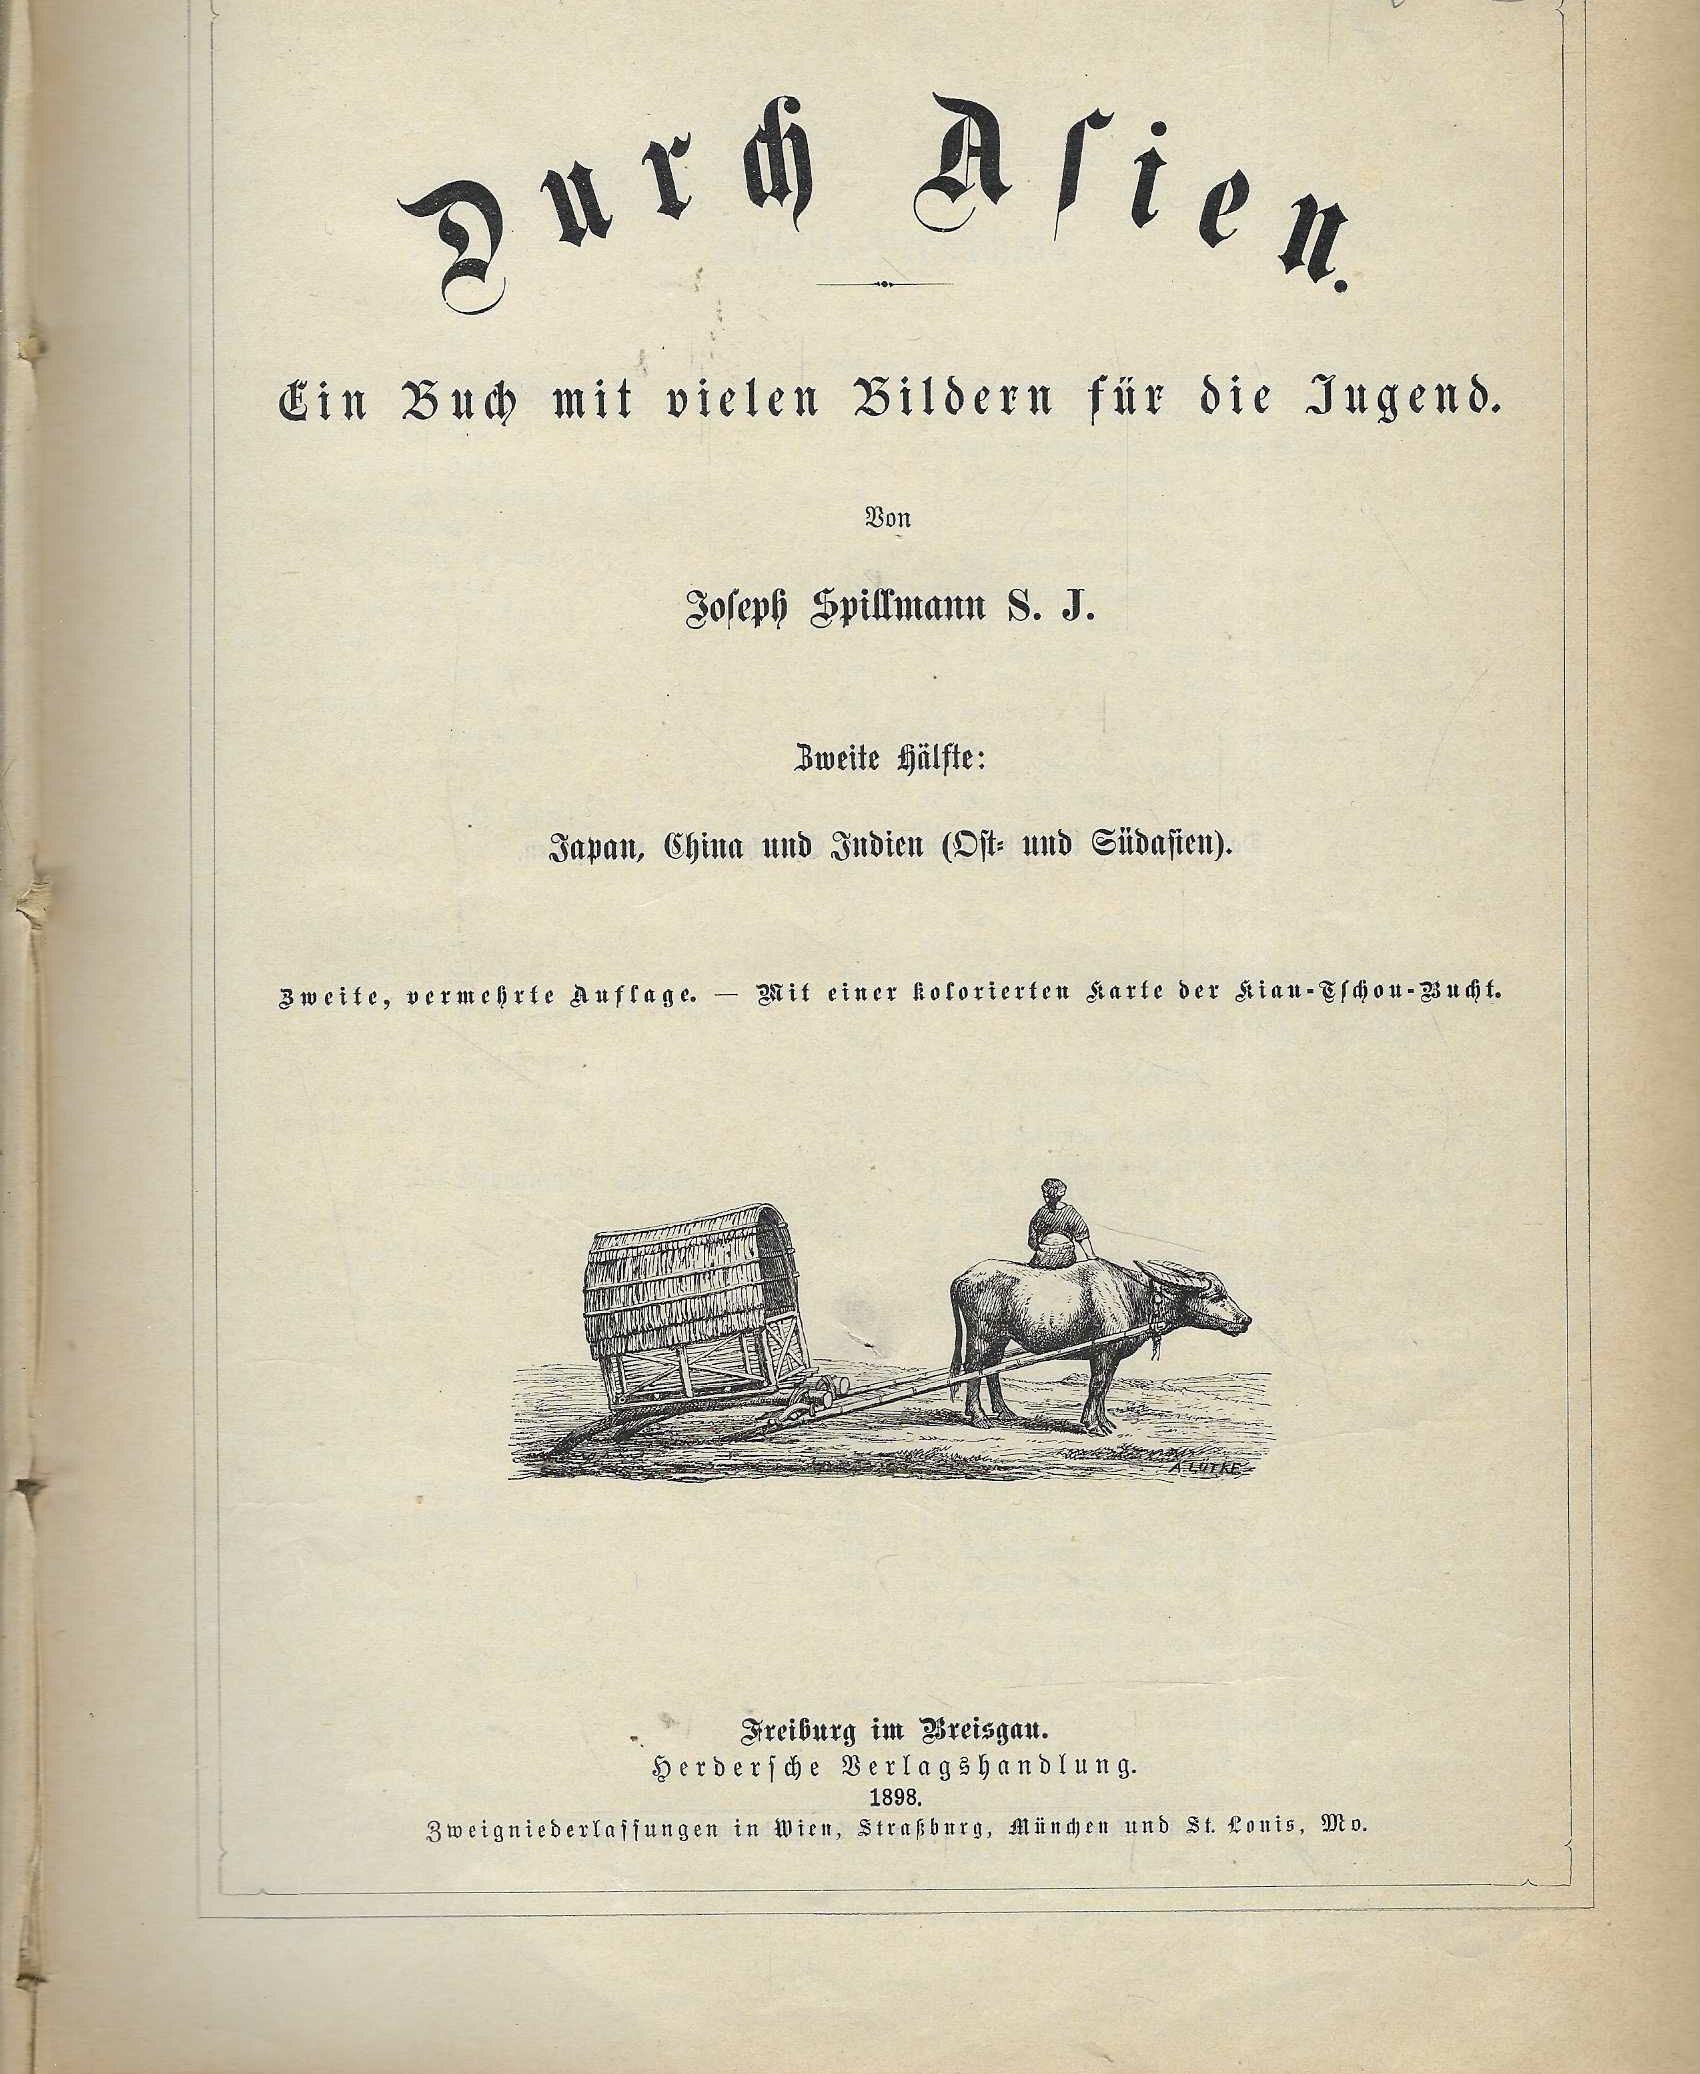 Durch Asien.
Ein Buch mit vielen Bildern für die Jugend.
Von
Joseph Spillmann S. J.
Zweite Hälfte:
Japan, China und Indien (Ost- und Südasien).
Zweite, vermehrte Auflage. — Mit einer kolorierten Karte der Kiau-Tschou-Bucht.
A. LÜTKE
Freiburg im Breisgau.
Herdersche Verlagshandlung.
1898.
Zweigniederlassungen in Wien, Straßburg, München und St. Louis, Mo.